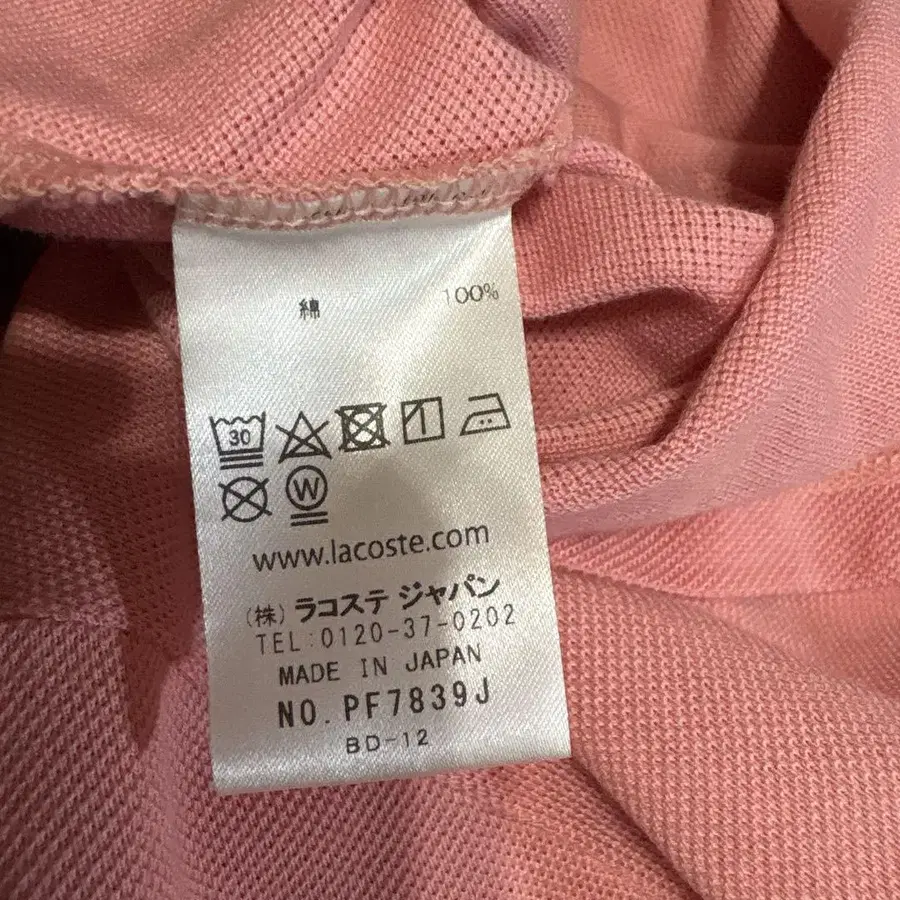 綿 100%
30
W
www.lacoste.com
(株) ラコステ ジャパン
TEL:0120-37-0202
MADE IN JAPAN
NO. PF7839J
BD-12